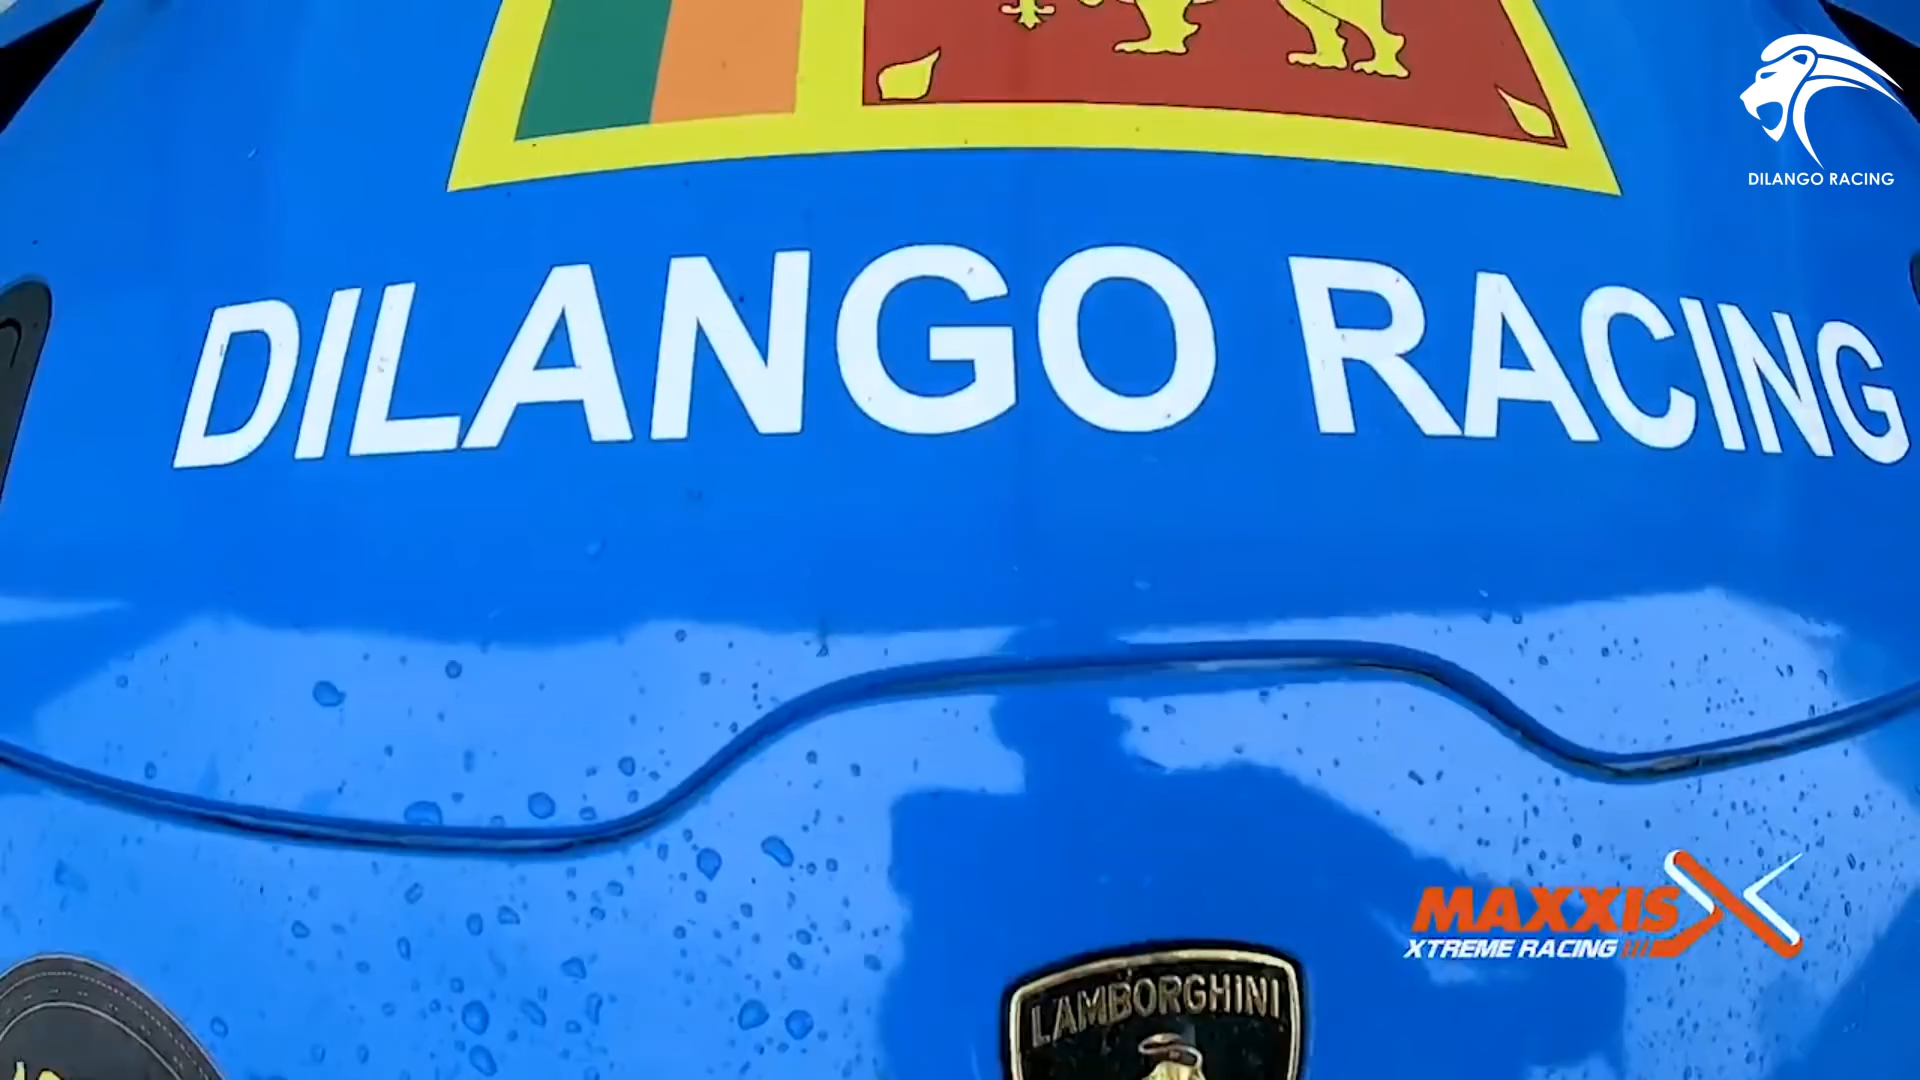 DILANGO RACING
DILANGO RACING
MAXXIS
XTREME RACING
LAMBORGHINI